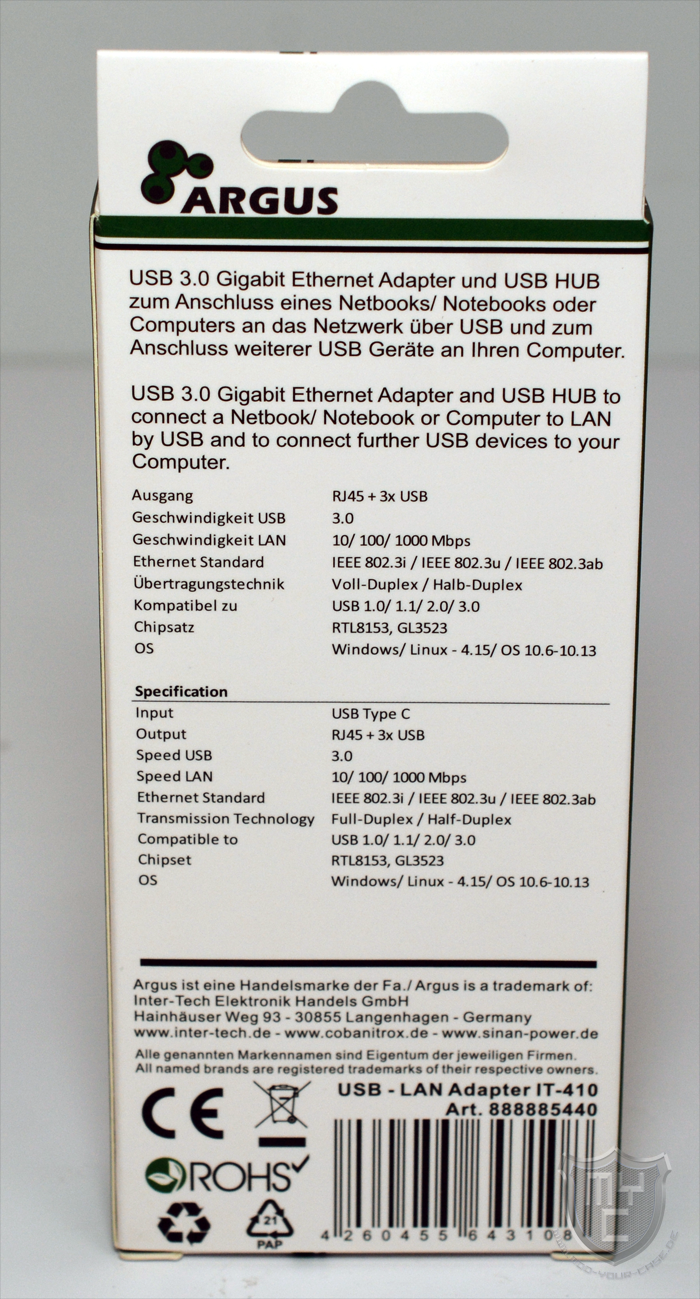 ARGUS
USB 3.0 Gigabit Ethernet Adapter und USB HUB
zum Anschluss eines Netbooks/ Notebooks oder
Computers an das Netzwerk über USB und zum
Anschluss weiterer USB Geräte an Ihren Computer.
USB 3.0 Gigabit Ethernet Adapter and USB HUB to
connect a Netbook/ Notebook or Computer to LAN
by USB and to connect further USB devices to your
Computer.
Ausgang RJ45 + 3x USB
Geschwindigkeit USB 3.0
Geschwindigkeit LAN 10/ 100/ 1000 Mbps
Ethernet Standard IEEE 802.3i / IEEE 802.3u / IEEE 802.3ab
Übertragungstechnik Voll-Duplex / Halb-Duplex
Kompatibel zu USB 1.0/ 1.1/ 2.0/ 3.0
Chipsatz RTL8153, GL3523
OS Windows/ Linux - 4.15/ OS 10.6-10.13
Specification
Input USB Type C
Output RJ45 + 3x USB
Speed USB 3.0
Speed LAN 10/ 100/ 1000 Mbps
Ethernet Standard IEEE 802.3i / IEEE 802.3u / IEEE 802.3ab
Transmission Technology Full-Duplex / Half-Duplex
Compatible to USB 1.0/ 1.1/ 2.0/ 3.0
Chipset RTL8153, GL3523
OS Windows/ Linux - 4.15/ OS 10.6-10.13
Argus ist eine Handelsmarke der Fa./ Argus is a trademark of:
Inter-Tech Elektronik Handels GmbH
Hainhäuser Weg 93 - 30855 Langenhagen - Germany
www.inter-tech.de - www.cobanitrox.de - www.sinan-power.de
Alle genannten Markennamen sind Eigentum der jeweiligen Firmen.
All named brands are registered trademarks of their respective owners.
USB - LAN Adapter IT-410
Art. 888885440
CE
ROHS
21
PAP
4 260455 643108
MYC